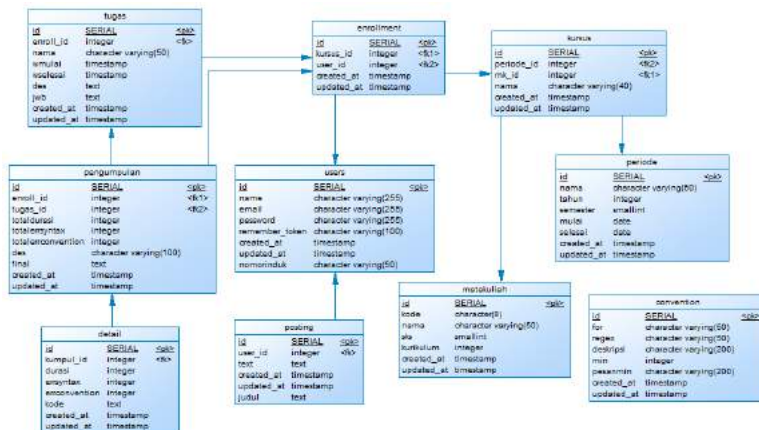 tugas
id SERIAL <pk>
enroll_id integer <fk>
nama character varying(50)
wmulai timestamp
wselesai timestamp
des text
jwb text
created_at timestamp
updated_at timestamp
enrollment
id SERIAL <pk>
kursus_id integer <fk1>
user_id integer <fk2>
created_at timestamp
updated_at timestamp
kursus
id SERIAL <pk>
periode_id integer <fk2>
mk_id integer <fk1>
nama character varying(40)
created_at timestamp
updated_at timestamp
pengumpulan
id SERIAL <pk>
enroll_id integer <fk1>
tugas_id integer <fk2>
totaldurasi integer
totalerrsyntax integer
totalerrconvention integer
des character varying(100)
final text
created_at timestamp
updated_at timestamp
users
id SERIAL <pk>
name character varying(255)
email character varying(255)
password character varying(255)
remember_token character varying(100)
created_at timestamp
updated_at timestamp
nomorinduk character varying(50)
periode
id SERIAL <pk>
nama character varying(50)
tahun integer
semester smallint
mulai date
selesai date
created_at timestamp
updated_at timestamp
detail
id SERIAL <pk>
kumpul_id integer <fk>
durasi integer
errsyntax integer
errconvention integer
kode text
created_at timestamp
updated_at timestamp
posting
id SERIAL <pk>
user_id integer <fk>
text text
created_at timestamp
updated_at timestamp
judul text
matakuliah
id SERIAL <pk>
kode character(8)
nama character varying(50)
sks smallint
kurikulum integer
created_at timestamp
updated_at timestamp
convention
id SERIAL <pk>
for character varying(50)
regex character varying(50)
deskripsi character varying(200)
min integer
pesanmin character varying(200)
created_at timestamp
updated_at timestamp